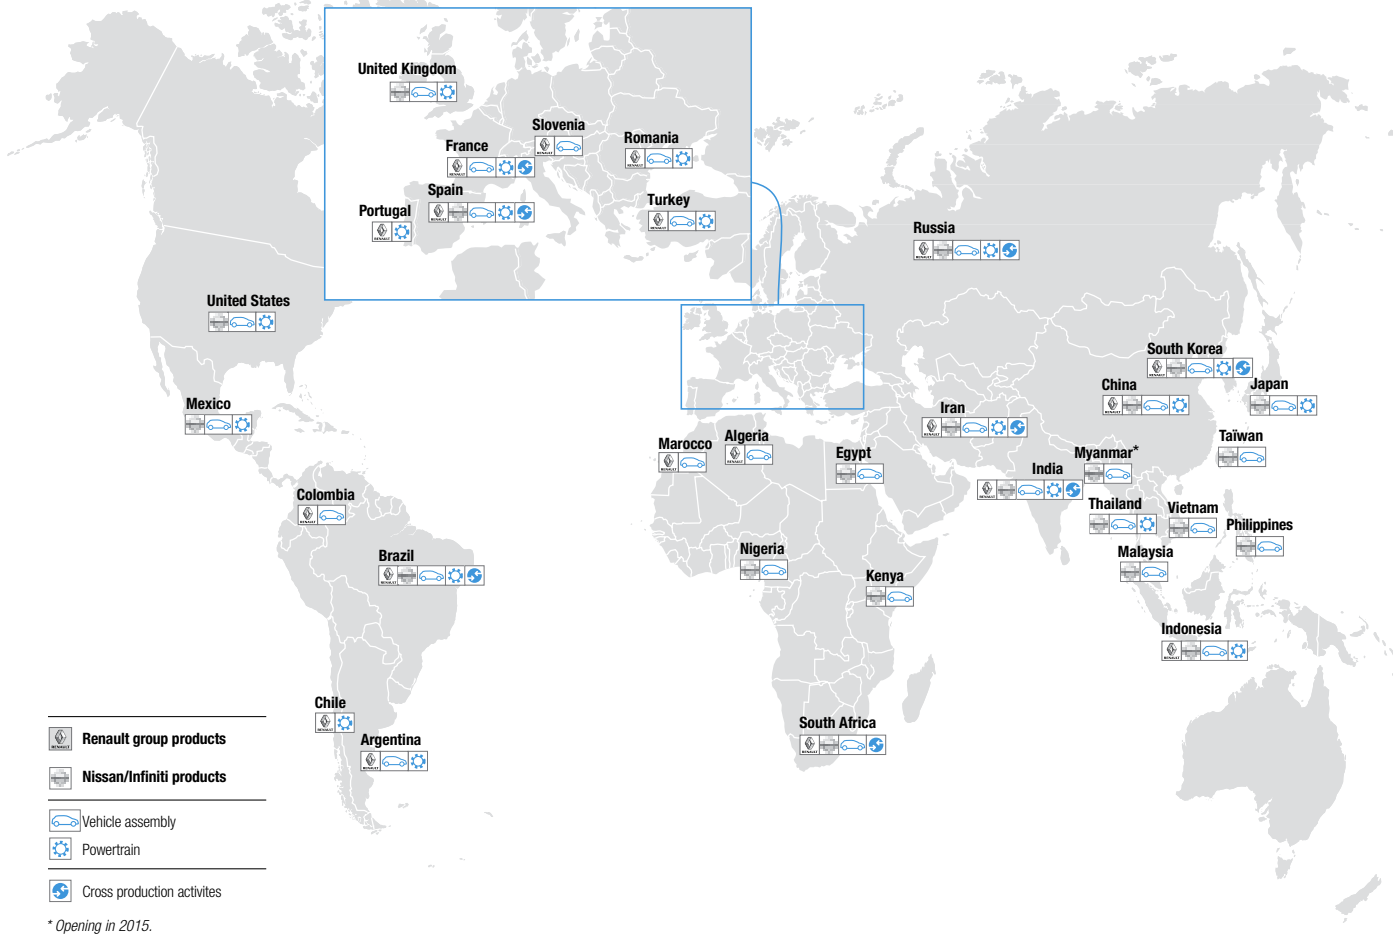 United Kingdom
Slovenia
Romania
France
Spain
Turkey
Portugal
Russia
United States
South Korea
China
Japan
Mexico
Iran
Marocco
Algeria
Egypt
Taïwan
Myanmar*
India
Colombia
Thailand
Vietnam
Philippines
Brazil
Nigeria
Malaysia
Kenya
Indonesia
Chile
South Africa
Argentina
RENAULT
Renault group products
Nissan/Infiniti products
Vehicle assembly
Powertrain
Cross production activites
* Opening in 2015.